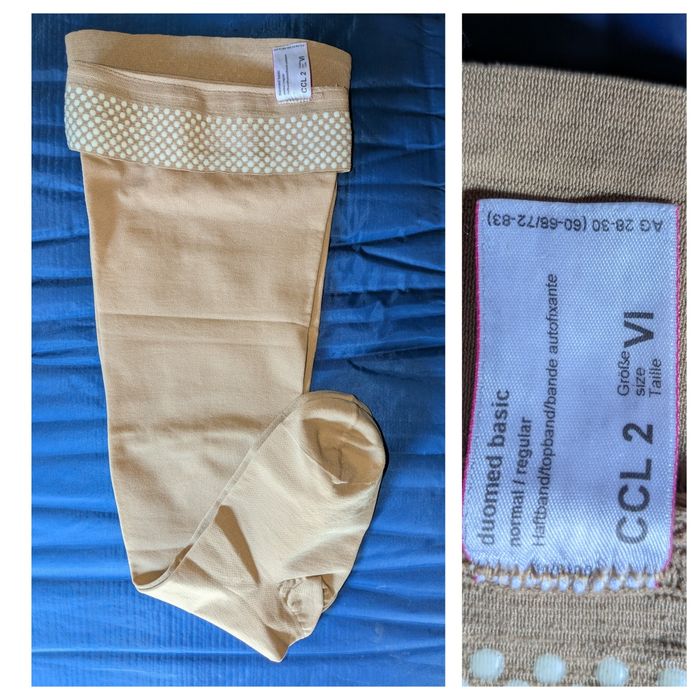 duomed basic
normal / regular
Haftband/topband/bande autofixante
CCL 2
Größe
size
Taille
VI
AG 28-30 (60-68/72-83)